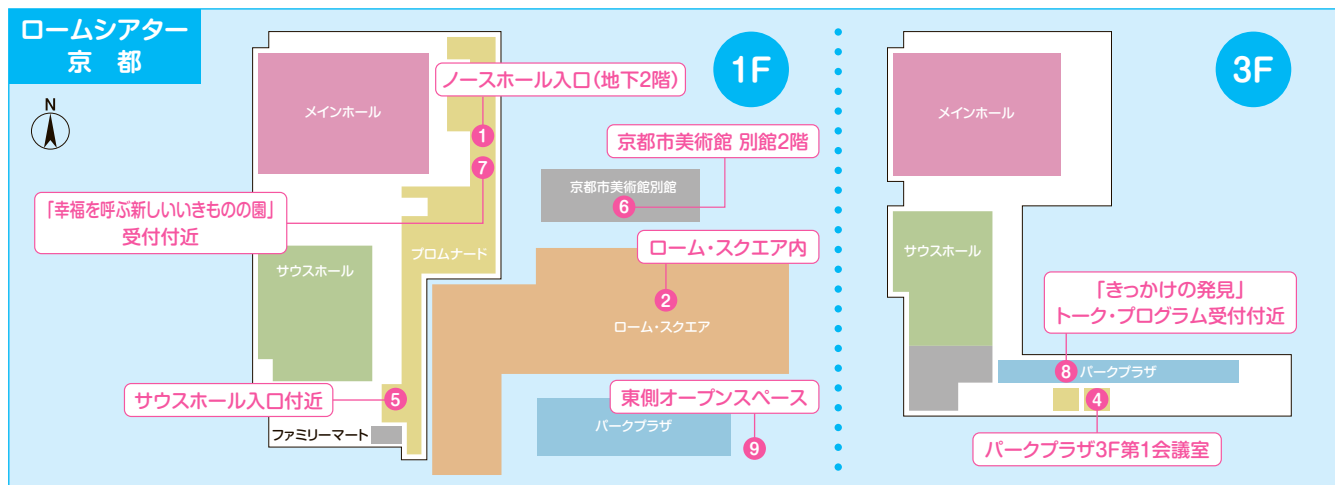 ロームシアター
京 都
N
1F
3F
メインホール
ノースホール入口(地下2階)
1
7
京都市美術館 別館2階
京都市美術館別館
6
「幸福を呼ぶ新しいいきものの園」
受付付近
プロムナード
サウスホール
ローム・スクエア内
2
ローム・スクエア
サウスホール入口付近
5
ファミリーマート
東側オープンスペース
パークプラザ
9
メインホール
サウスホール
「きっかけの発見」
トーク・プログラム受付付近
8
パークプラザ
4
パークプラザ3F第1会議室